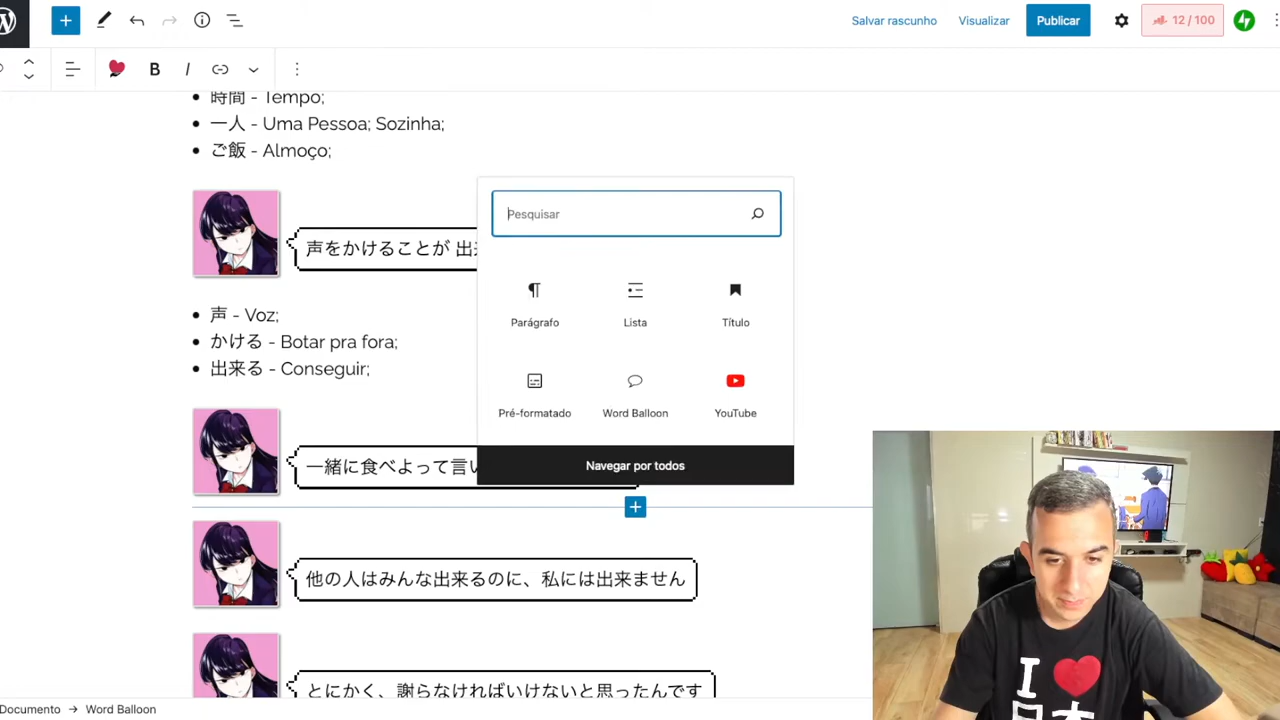 Salvar rascunho Visualizar Publicar 12 / 100
B I
時間 - Tempo;
一人 - Uma Pessoa; Sozinha;
ご飯 - Almoço;
Pesquisar
声をかけることが 出
Parágrafo Lista Título
声 - Voz;
かける - Botar pra fora;
出来る - Conseguir;
Pré-formatado Word Balloon YouTube
一緒に食べよって言い
Navegar por todos
他の人はみんな出来るのに、私には出来ません
とにかく、謝らなければいけないと思ったんです
I
日本
Documento → Word Balloon